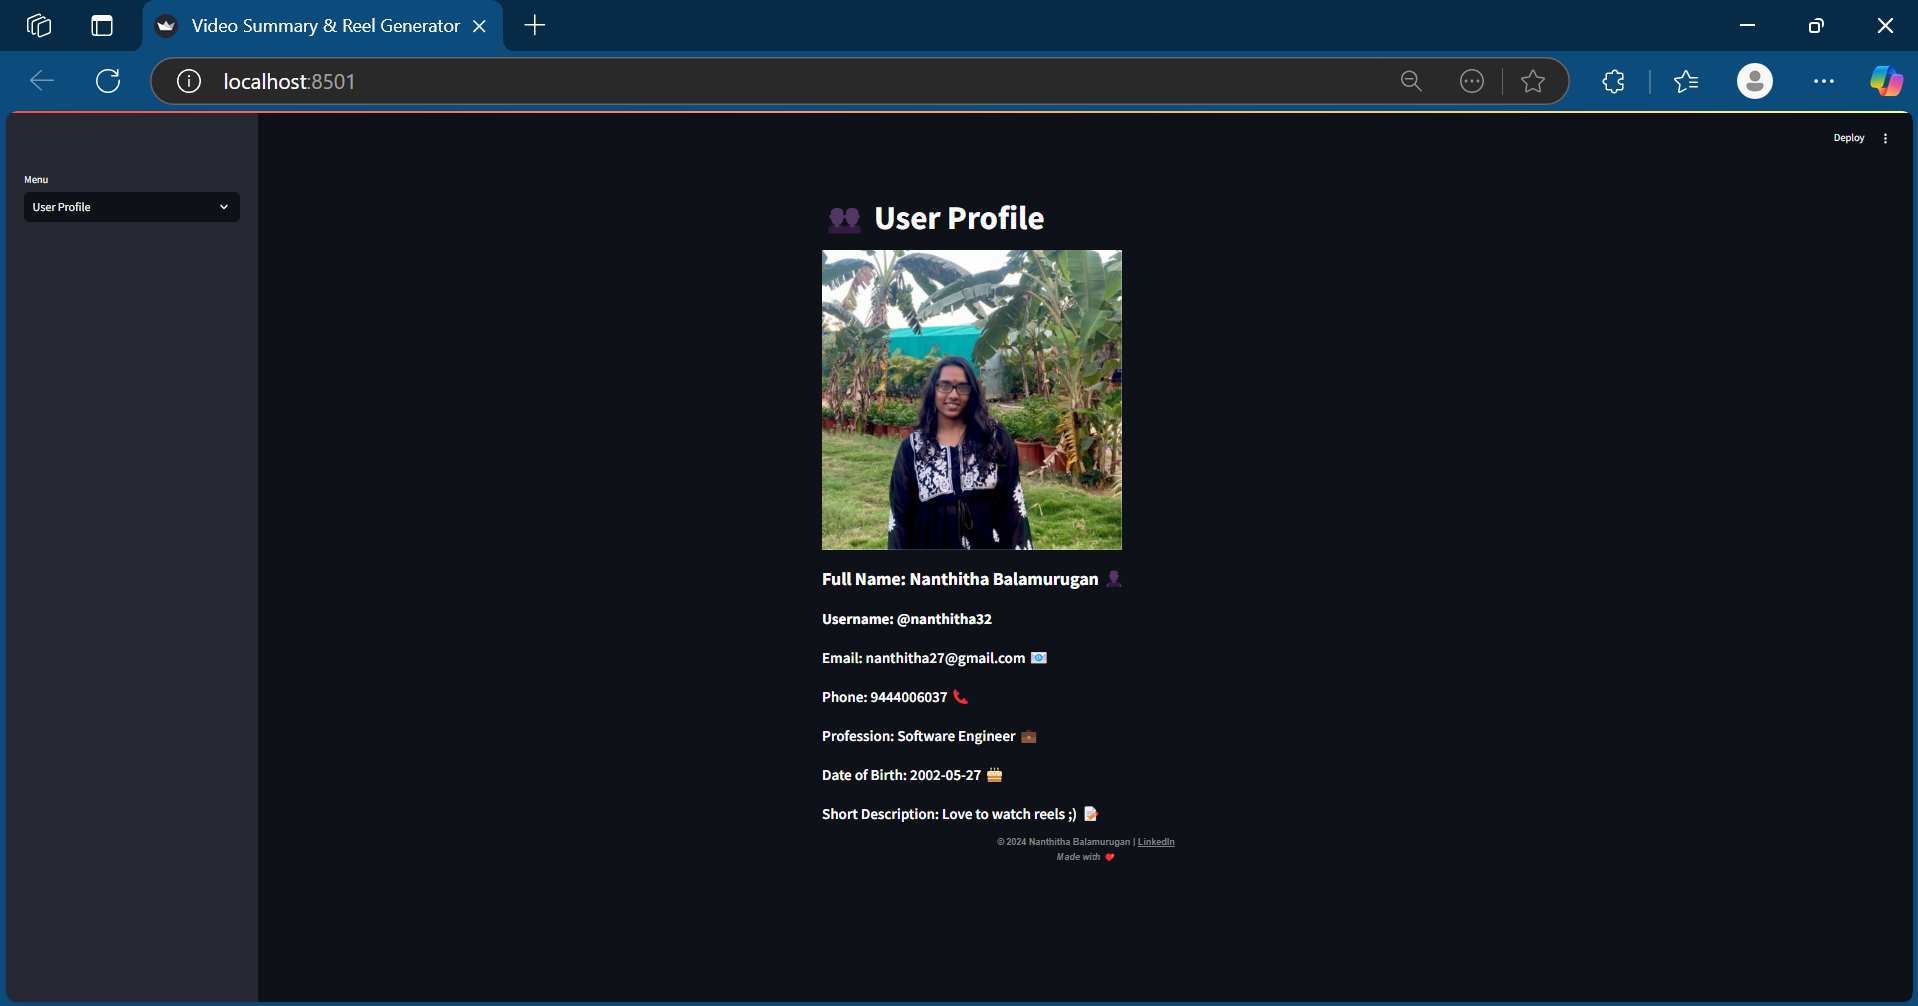 Video Summary & Reel Generator
localhost:8501
Deploy
Menu
User Profile
👥 User Profile
Full Name: Nanthitha Balamurugan 👤
Username: @nanthitha32
Email: nanthitha27@gmail.com 📧
Phone: 9444006037 📞
Profession: Software Engineer 💼
Date of Birth: 2002-05-27 🎂
Short Description: Love to watch reels ;) 📝
© 2024 Nanthitha Balamurugan | LinkedIn
Made with ❤️